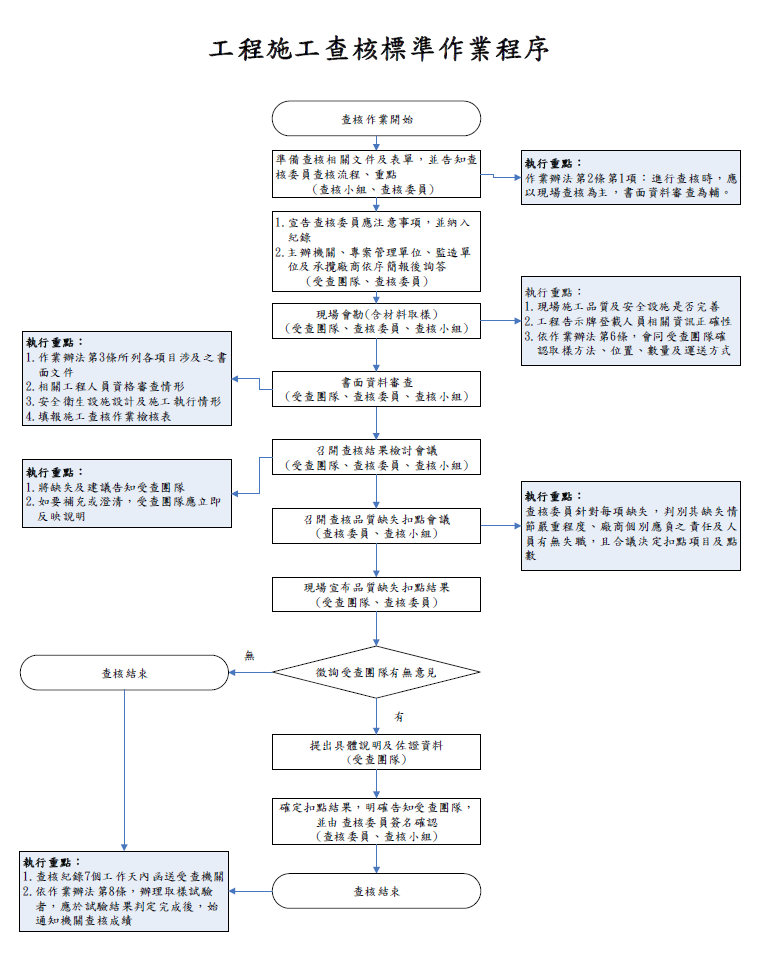 工程施工查核標準作業程序
查核作業開始
準備查核相關文件及表單，並告知查
核委員查核流程、重點
(查核小組、查核委員)
執行重點：
作業辦法第2條第1項：進行查核時，應
以現場查核為主，書面資料審查為輔。
1.宣告查核委員應注意事項，並納入
紀錄
2.主辦機關、專案管理單位、監造單
位及承攬廠商依序簡報後詢答
(受查團隊、查核委員)
現場會勘(含材料取樣)
(受查團隊、查核委員、查核小組)
執行重點：
1.現場施工品質及安全設施是否完善
2.工程告示牌登載人員相關資訊正確性
3.依作業辦法第6條，會同受查團隊確
認取樣方法、位置、數量及運送方式
執行重點：
1.作業辦法第3條所列各項目涉及之書
面文件
2.相關工程人員資格審查情形
3.安全衛生設施設計及施工執行情形
4.填報施工查核作業檢核表
書面資料審查
(受查團隊、查核委員、查核小組)
召開查核結果檢討會議
(受查團隊、查核委員、查核小組)
執行重點：
1.將缺失及建議告知受查團隊
2.如要補充或澄清，受查團隊應立即
反映說明
召開查核品質缺失扣點會議
(查核委員、查核小組)
執行重點：
查核委員針對每項缺失，判別其缺失情
節嚴重程度、廠商個別應負之責任及人
員有無失職，且合議決定扣點項目及點
數
現場宣布品質缺失扣點結果
(受查團隊、查核委員)
無
查核結束
徵詢受查團隊有無意見
有
提出具體說明及佐證資料
(受查團隊)
確定扣點結果，明確告知受查團隊，
並由查核委員簽名確認
(查核委員、查核小組)
執行重點：
1.查核紀錄7個工作天內函送受查機關
2.依作業辦法第8條，辦理取樣試驗
者，應於試驗結果判定完成後，始
通知機關查核成績
查核結束